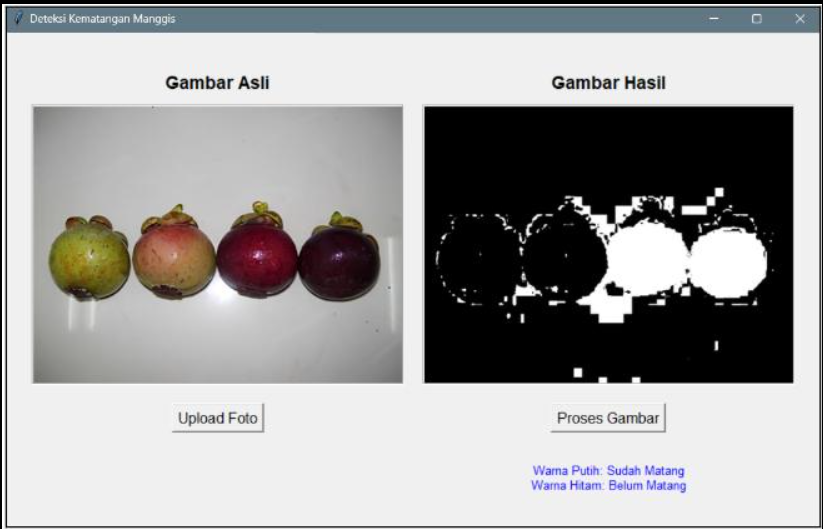 Deteksi Kematangan Manggis
Gambar Asli
Gambar Hasil
Upload Foto
Proses Gambar
Warna Putih: Sudah Matang
Warna Hitam: Belum Matang